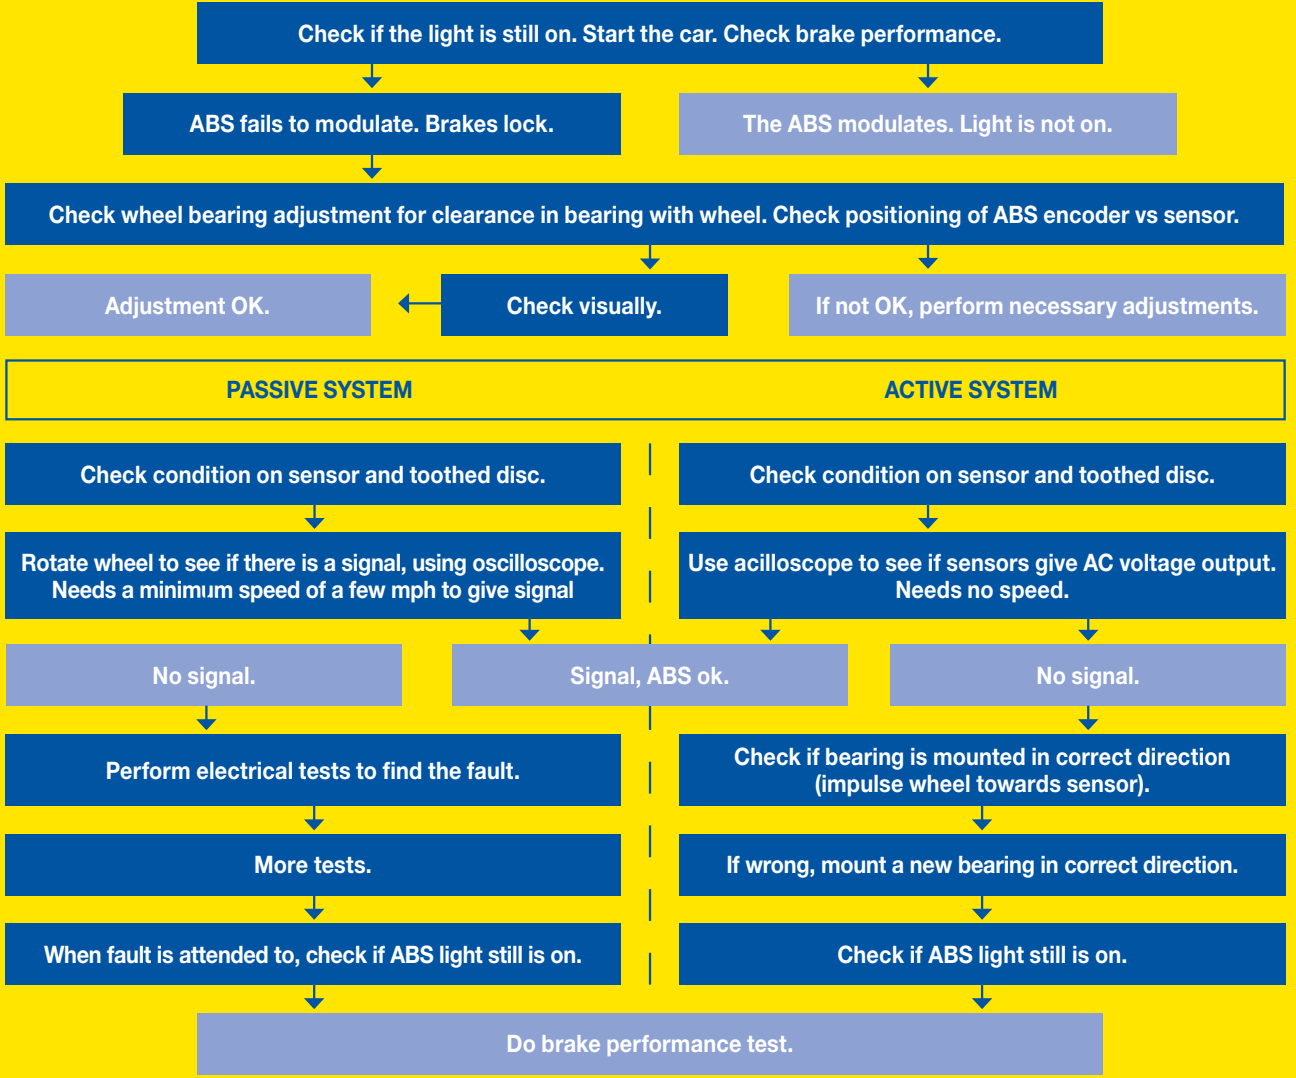 Check if the light is still on. Start the car. Check brake performance.
ABS fails to modulate. Brakes lock.
The ABS modulates. Light is not on.
Check wheel bearing adjustment for clearance in bearing with wheel. Check positioning of ABS encoder vs sensor.
Adjustment OK.
Check visually.
If not OK, perform necessary adjustments.
PASSIVE SYSTEM
ACTIVE SYSTEM
Check condition on sensor and toothed disc.
Check condition on sensor and toothed disc.
Rotate wheel to see if there is a signal, using oscilloscope.
Needs a minimum speed of a few mph to give signal
Use acilloscope to see if sensors give AC voltage output.
Needs no speed.
No signal.
Signal, ABS ok.
No signal.
Perform electrical tests to find the fault.
Check if bearing is mounted in correct direction
(impulse wheel towards sensor).
More tests.
If wrong, mount a new bearing in correct direction.
When fault is attended to, check if ABS light still is on.
Check if ABS light still is on.
Do brake performance test.